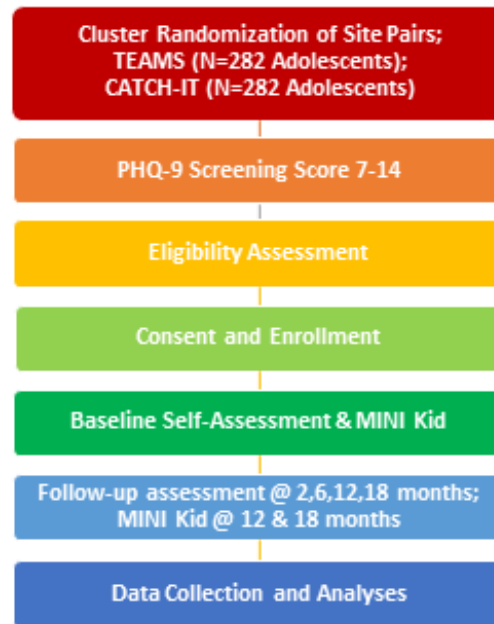 Cluster Randomization of Site Pairs;
TEAMS (N=282 Adolescents);
CATCH-IT (N=282 Adolescents)
PHQ-9 Screening Score 7-14
Eligibility Assessment
Consent and Enrollment
Baseline Self-Assessment & MINI Kid
Follow-up assessment @ 2,6,12,18 months;
MINI Kid @ 12 & 18 months
Data Collection and Analyses